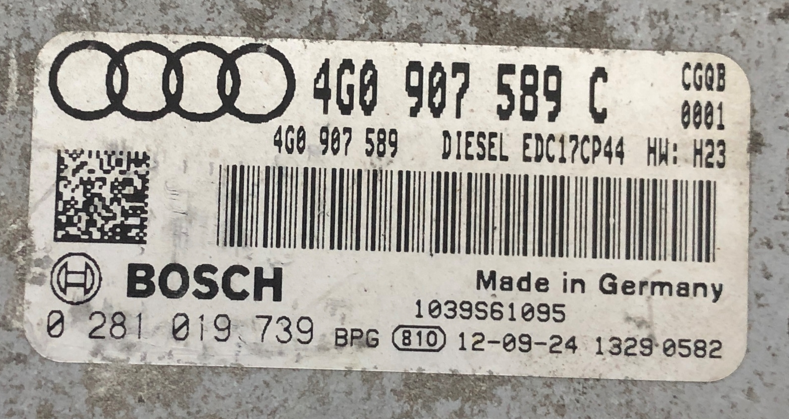 4G0 907 589 C CGQB
0001
4G0 907 589 DIESEL EDC17CP44 HW: H23
BOSCH Made in Germany
1039S61095
0 281 019 739 BPG 810 12-09-24 1329 0582